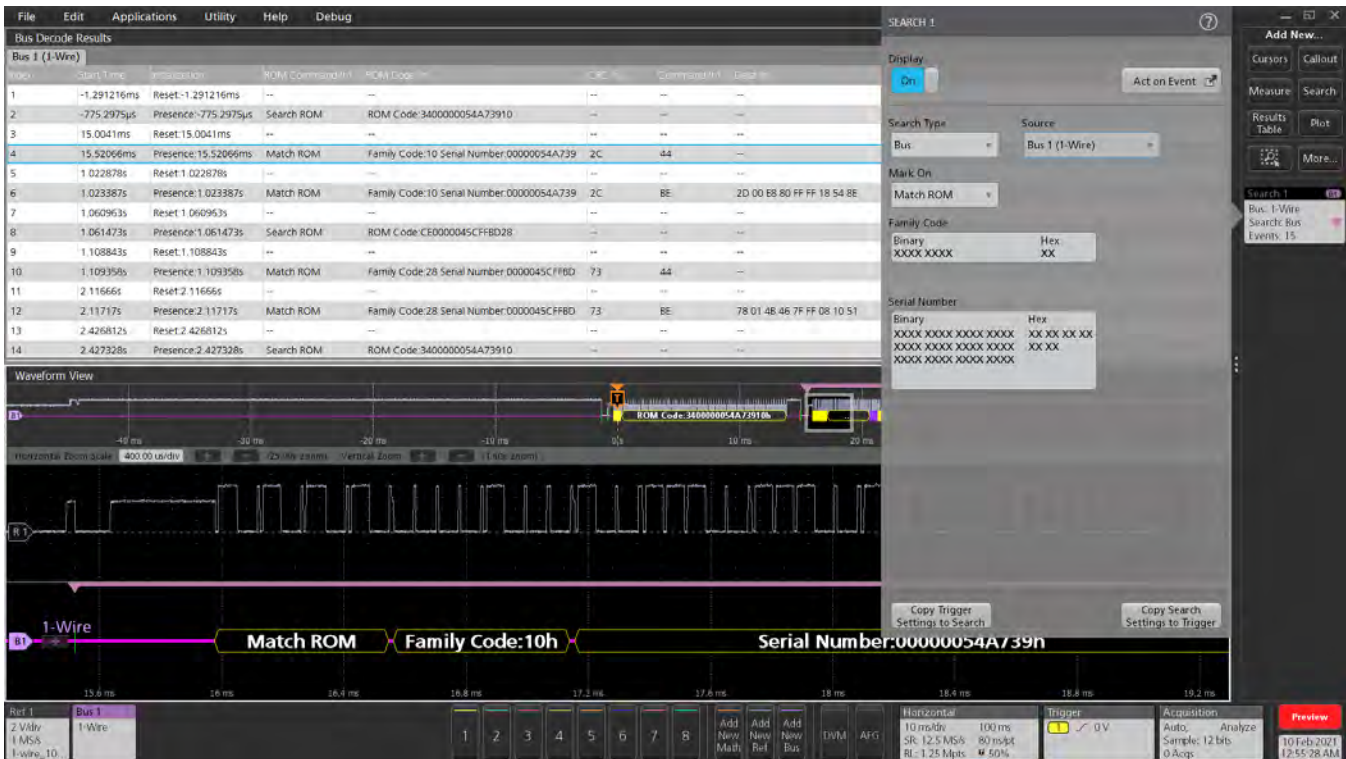 File Edit Applications Utility Help Debug
Bus Decode Results
Bus 1 (1-Wire)
Index Start Time
1 -1.291216ms Reset:-1.291216ms -- -- -- -- --
2 -775.2975µs Presence:-775.2975µs Search ROM ROM Code:3400000054A73910 -- -- --
3 15.0041ms Reset:15.0041ms -- -- -- -- --
4 15.52066ms Presence:15.52066ms Match ROM Family Code:10 Serial Number:00000054A739 2C 44 --
5 1.022878s Reset:1.022878s -- -- -- -- --
6 1.023387s Presence:1.023387s Match ROM Family Code:10 Serial Number:00000054A739 2C BE 2D 00 E8 80 FF FF 18 54 8E
7 1.060963s Reset:1.060963s -- -- -- -- --
8 1.061473s Presence:1.061473s Search ROM ROM Code:CE0000045CFFBD28 -- -- --
9 1.108843s Reset:1.108843s -- -- -- -- --
10 1.109358s Presence:1.109358s Match ROM Family Code:28 Serial Number:0000045CFFBD 73 44 --
11 2.11666s Reset:2.11666s -- -- -- -- --
12 2.11717s Presence:2.11717s Match ROM Family Code:28 Serial Number:0000045CFFBD 73 BE 78 01 4B 46 7F FF 08 10 51
13 2.426812s Reset:2.426812s -- -- -- -- --
14 2.427328s Presence:2.427328s Search ROM ROM Code:3400000054A73910 -- -- --
SEARCH 1
?
Display
On
Act on Event
Search Type Source
Bus Bus 1 (1-Wire)
Mark On
Match ROM
Family Code
Binary Hex
XXXX XXXX XX
Serial Number
Binary Hex
XXXX XXXX XXXX XXXX XX XX XX XX
XXXX XXXX XXXX XXXX XX XX
XXXX XXXX XXXX XXXX
Copy Trigger Settings to Search
Copy Search Settings to Trigger
Add New...
Cursors Callout
Measure Search
Results Table Plot
More...
Search 1 B1
Bus: 1-Wire
Search: Bus
Events: 15
Waveform View
T
B1
ROM Code:3400000054A73910h
-40 ms -30 ms -20 ms -10 ms 0 s 10 ms 20 ms
Horizontal Zoom Scale 400.00 us/div Vertical Zoom
R1
1-Wire
B1
Match ROM Family Code:10h Serial Number:00000054A739h
15.6 ms 16 ms 16.4 ms 16.8 ms 17.2 ms 17.6 ms 18 ms 18.4 ms 18.8 ms 19.2 ms
Ref 1
2 V/div
1 MS/s
1-wire_10...
Bus 1
1-Wire
1 2 3 4 5 6 7 8
Add New Math
Add New Ref
Add New Bus
DVM AFG
Horizontal
10 ms/div 100 ms
SR: 12.5 MS/s 80 ns/pt
RL: 1.25 Mpts 50%
Trigger
1 0 V
Acquisition
Auto, Analyze
Sample: 12 bits
0 Acqs
Preview
10 Feb 2021
12:55:28 AM